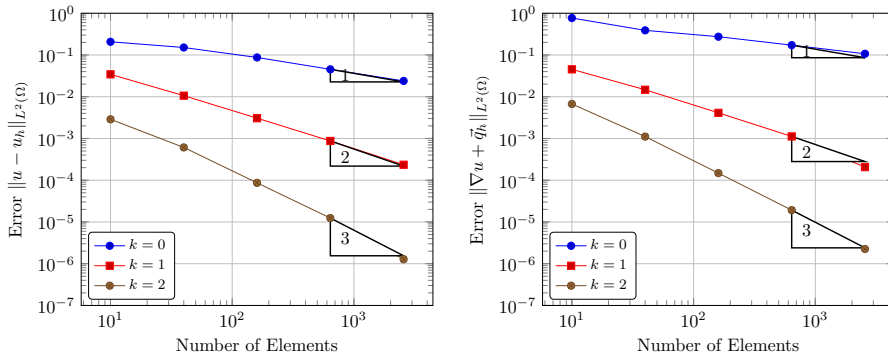 10^0
10^{-1}
10^{-2}
10^{-3}
10^{-4}
10^{-5}
10^{-6}
10^{-7}
10^1
10^2
10^3
Number of Elements
Error ‖u − u_h‖_{L^2(Ω)}
1
2
3
k = 0
k = 1
k = 2
10^0
10^{-1}
10^{-2}
10^{-3}
10^{-4}
10^{-5}
10^{-6}
10^{-7}
10^1
10^2
10^3
Number of Elements
Error ‖∇u + \vec{q}_h‖_{L^2(Ω)}
1
2
3
k = 0
k = 1
k = 2